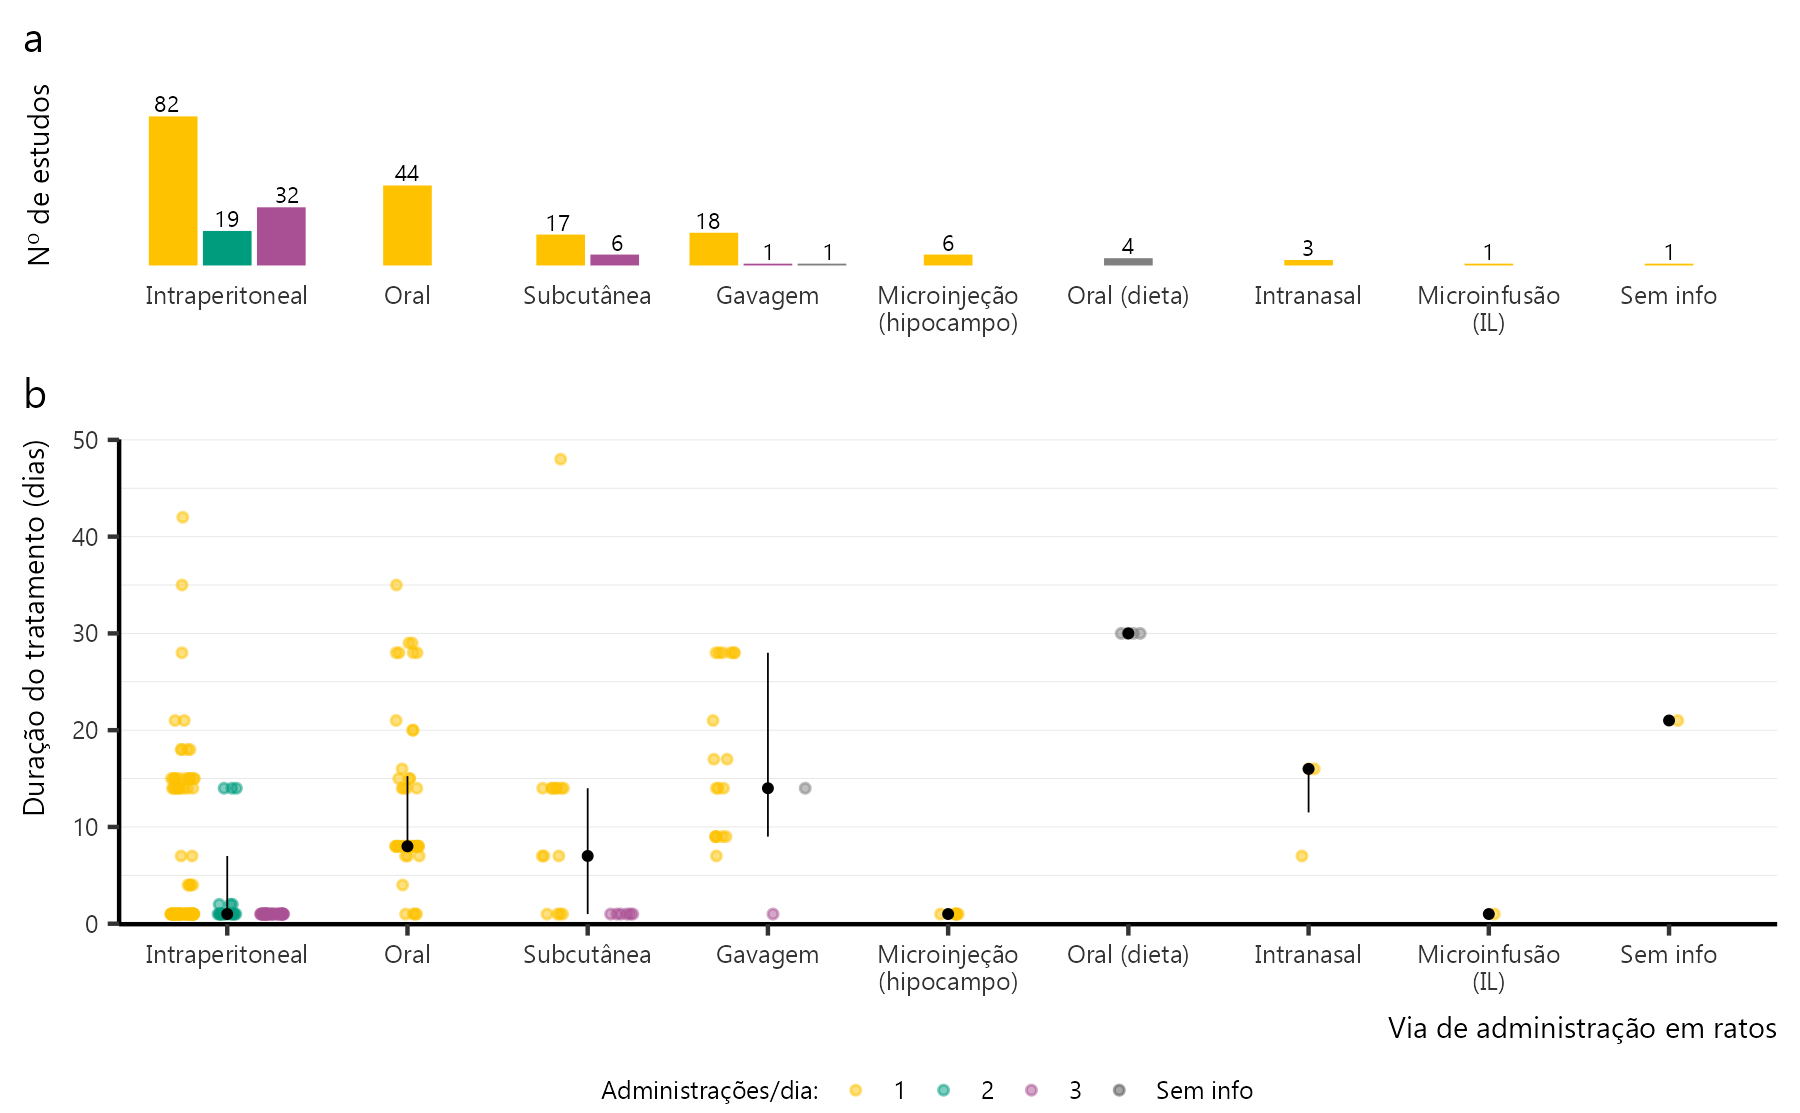 a
Nº de estudos
82
19
32
44
17
6
18
1
1
6
4
3
1
1
Intraperitoneal
Oral
Subcutânea
Gavagem
Microinjeção
(hipocampo)
Oral (dieta)
Intranasal
Microinfusão
(IL)
Sem info
b
Duração do tratamento (dias)
50
40
30
20
10
0
Intraperitoneal
Oral
Subcutânea
Gavagem
Microinjeção
(hipocampo)
Oral (dieta)
Intranasal
Microinfusão
(IL)
Sem info
Via de administração em ratos
Administrações/dia: 1 2 3 Sem info